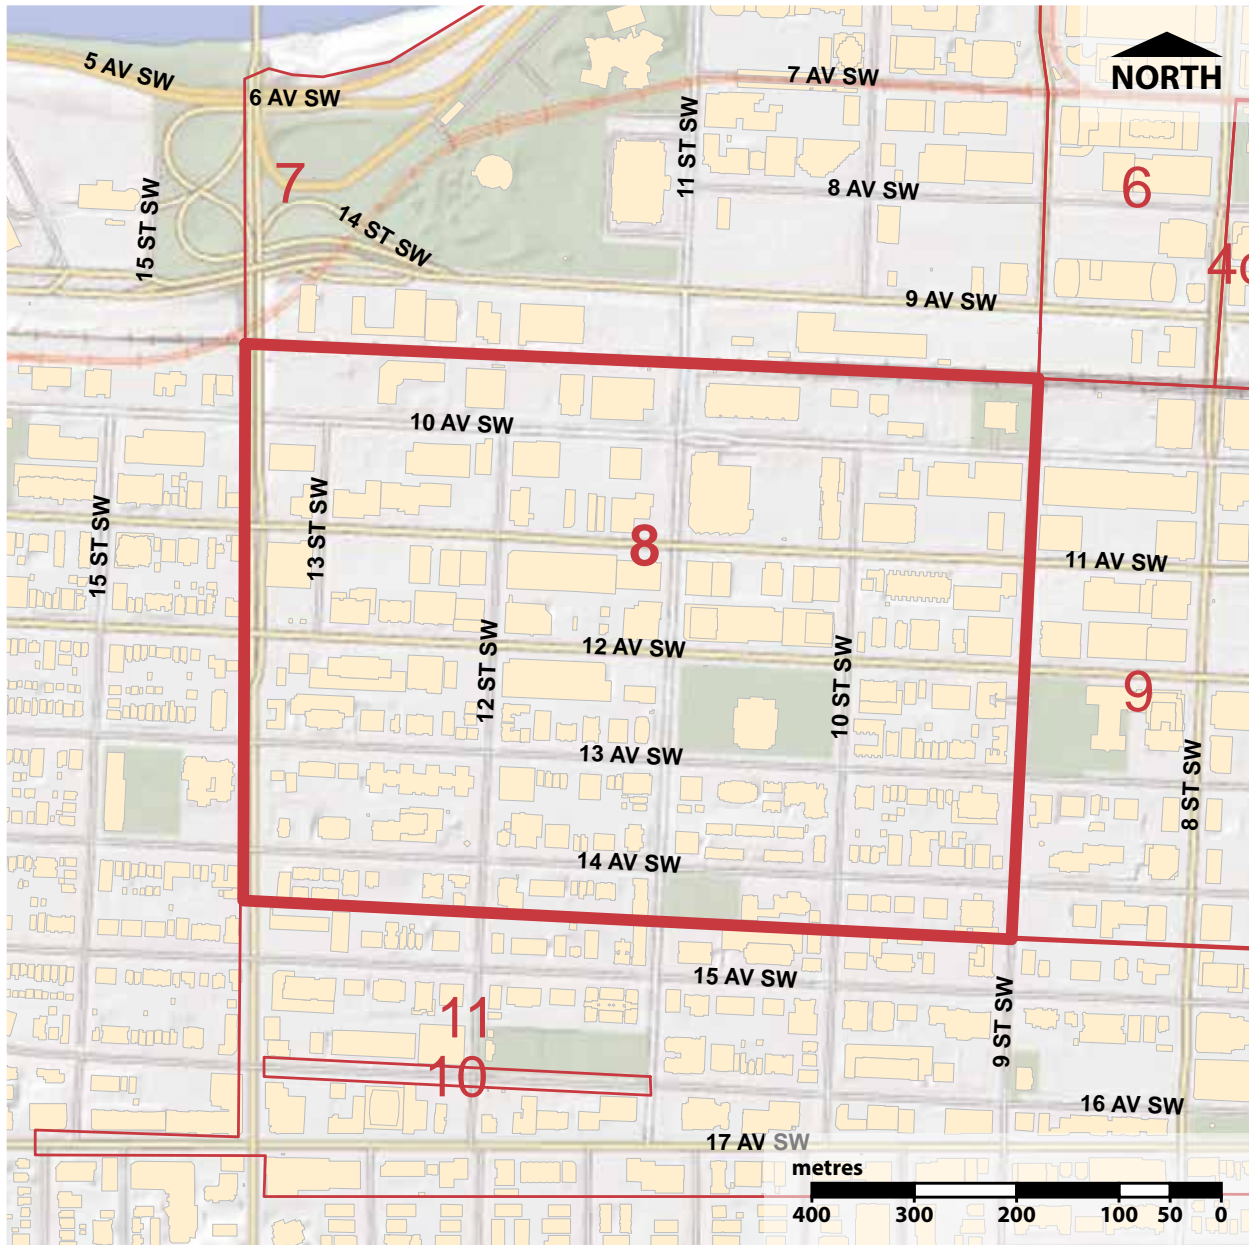 5 AV SW
6 AV SW
7 AV SW
NORTH
7
11 ST SW
8 AV SW
6
15 ST SW
14 ST SW
9 AV SW
10 AV SW
15 ST SW
13 ST SW
8
11 AV SW
12 ST SW
12 AV SW
10 ST SW
9
13 AV SW
8 ST SW
14 AV SW
15 AV SW
9 ST SW
11
10
16 AV SW
17 AV SW
metres
400 300 200 100 50 0